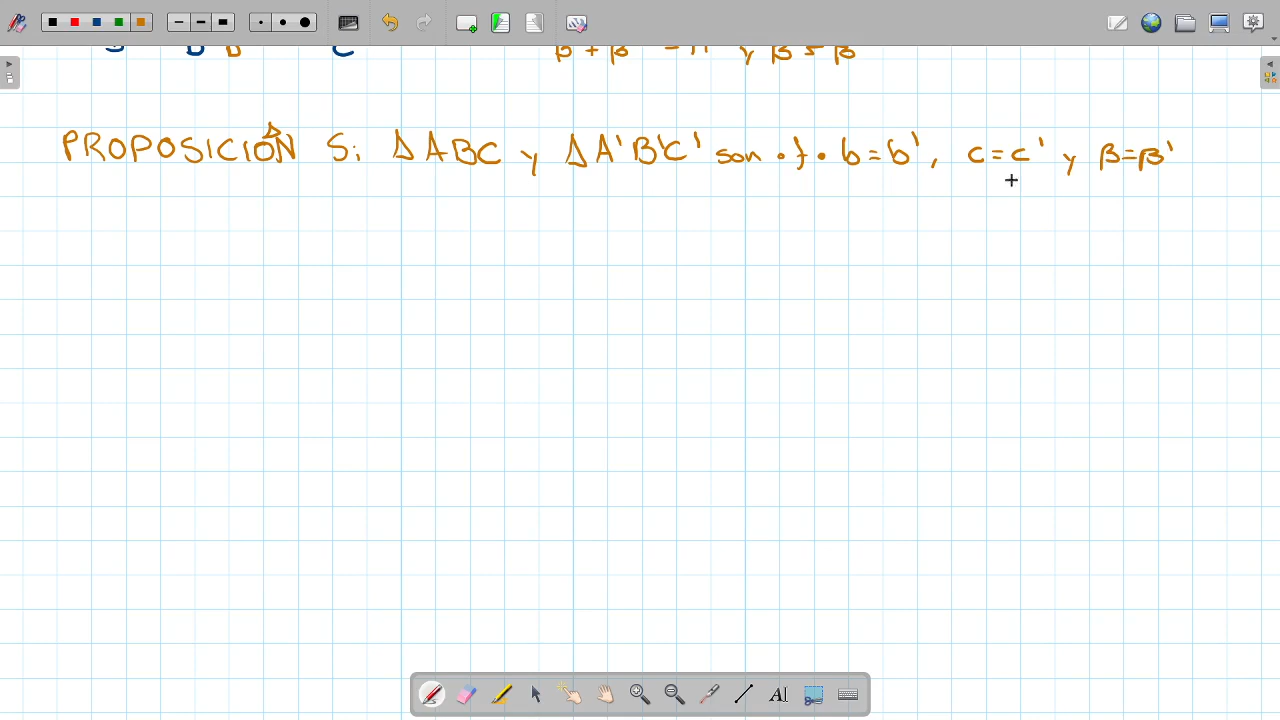 β + β = π y β = β
PROPOSICIÓN Si ΔABC y ΔA'B'C' son ·f· b = b', c = c' y β = β'